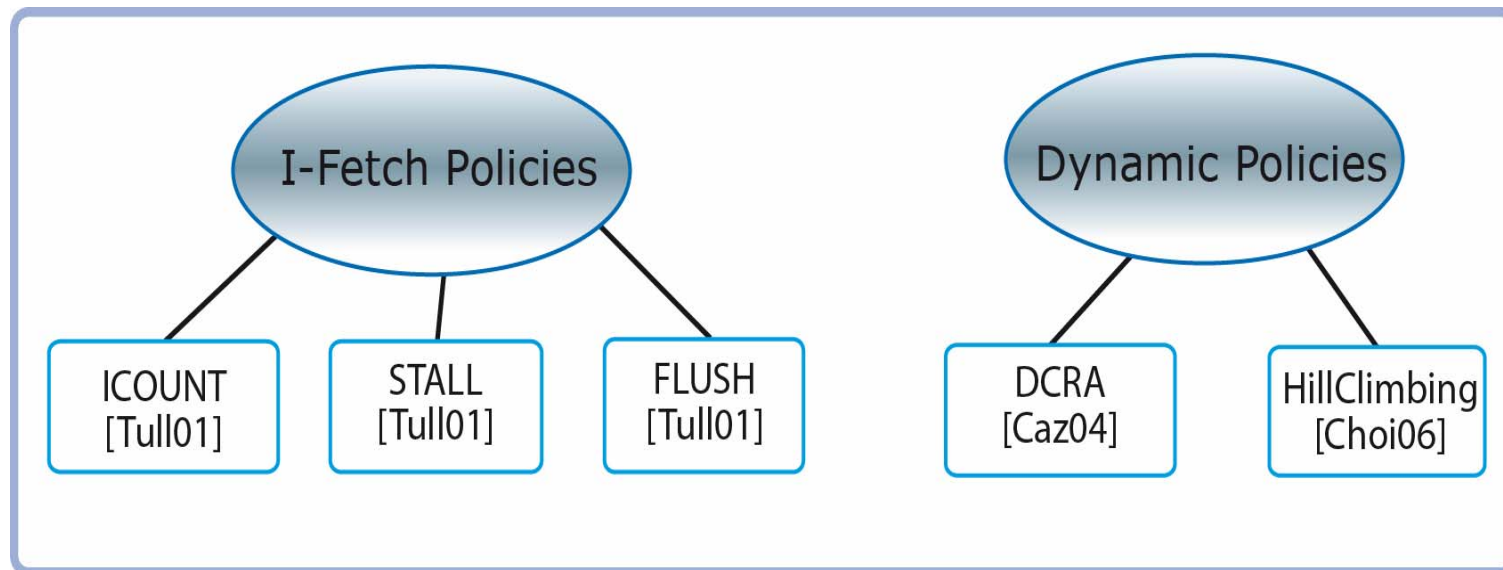 I-Fetch Policies
ICOUNT
[Tull01]
STALL
[Tull01]
FLUSH
[Tull01]
Dynamic Policies
DCRA
[Caz04]
HillClimbing
[Choi06]